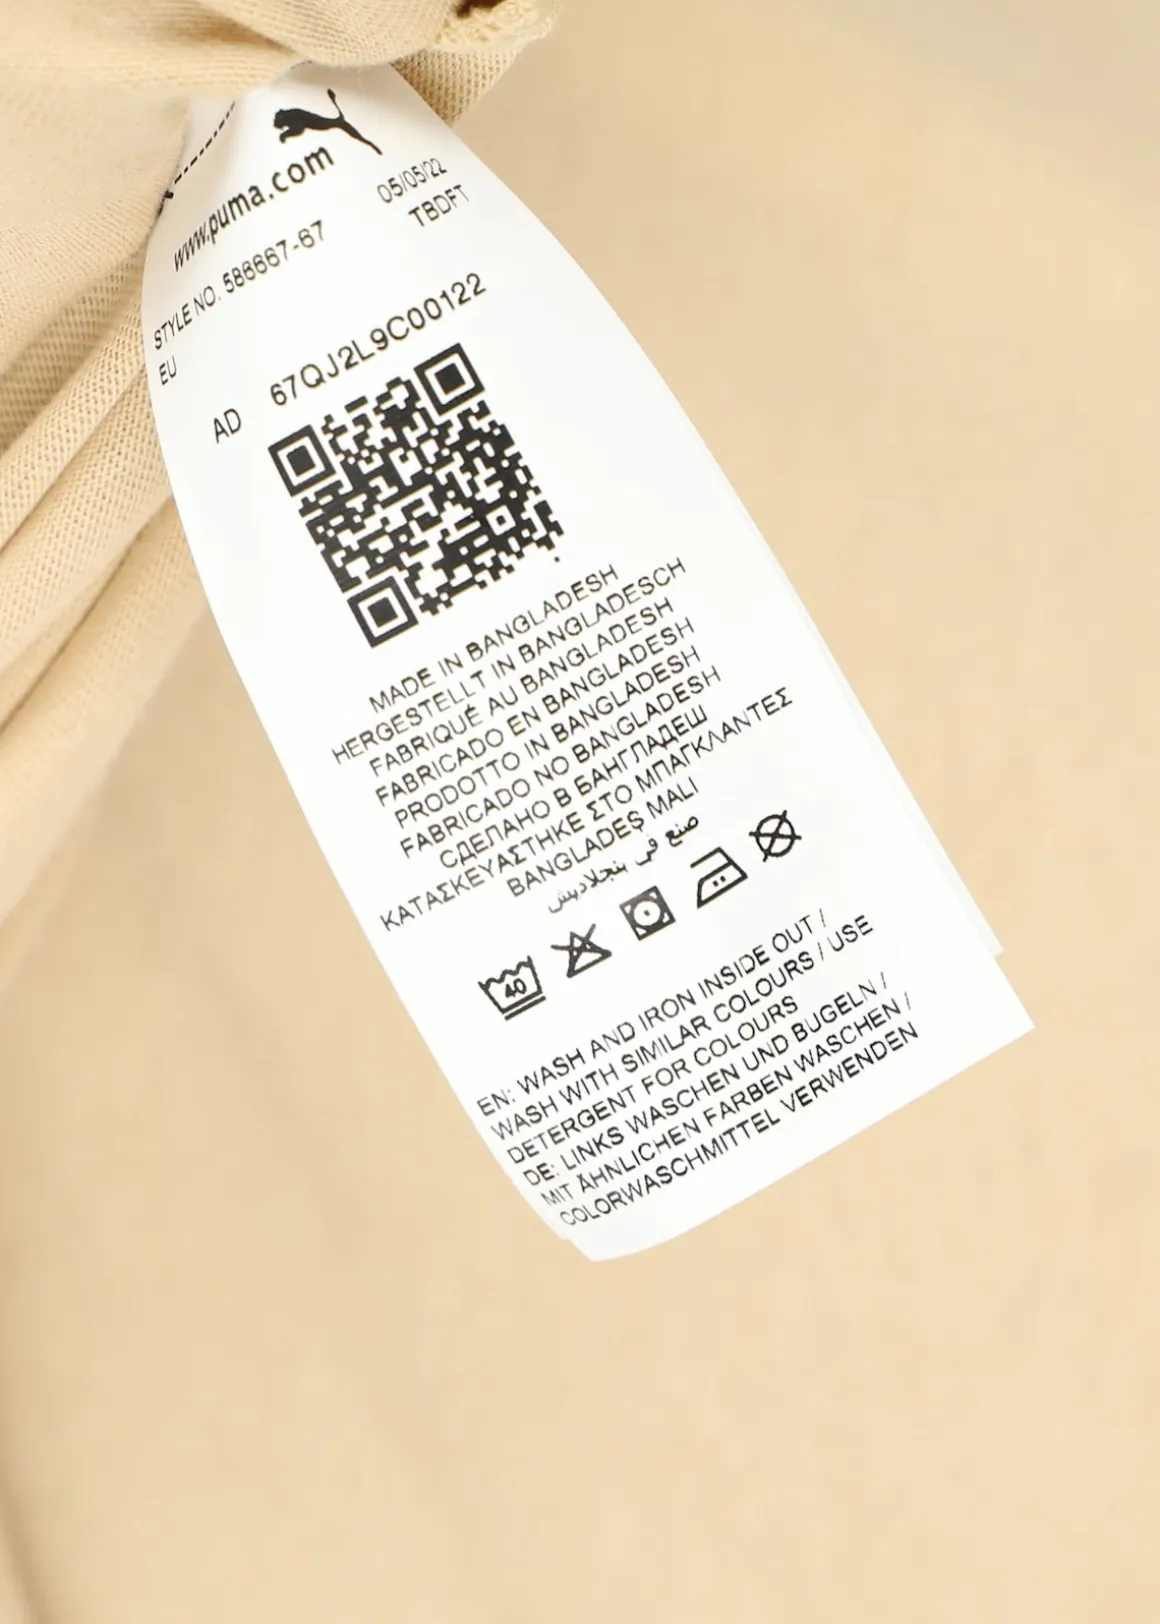 www.puma.com
05/05/22
STYLE NO. 586667-67
TBDFT
EU
AD 67QJ2L9C00122
MADE IN BANGLADESH
HERGESTELLT IN BANGLADESCH
FABRIQUÉ AU BANGLADESH
FABRICADO EN BANGLADESH
PRODOTTO IN BANGLADESH
FABRICADO NO BANGLADESH
СДЕЛАНО В БАНГЛАДЕШ
ΚΑΤΑΣΚΕΥΑΣΤΗΚΕ ΣΤΟ ΜΠΑΓΚΛΑΝΤΕΣ
BANGLADEŞ MALI
صنع في بنجلاديش
40
EN: WASH AND IRON INSIDE OUT /
WASH WITH SIMILAR COLOURS / USE
DETERGENT FOR COLOURS
DE: LINKS WASCHEN UND BUGELN /
MIT ÄHNLICHEN FARBEN WASCHEN /
COLORWASCHMITTEL VERWENDEN